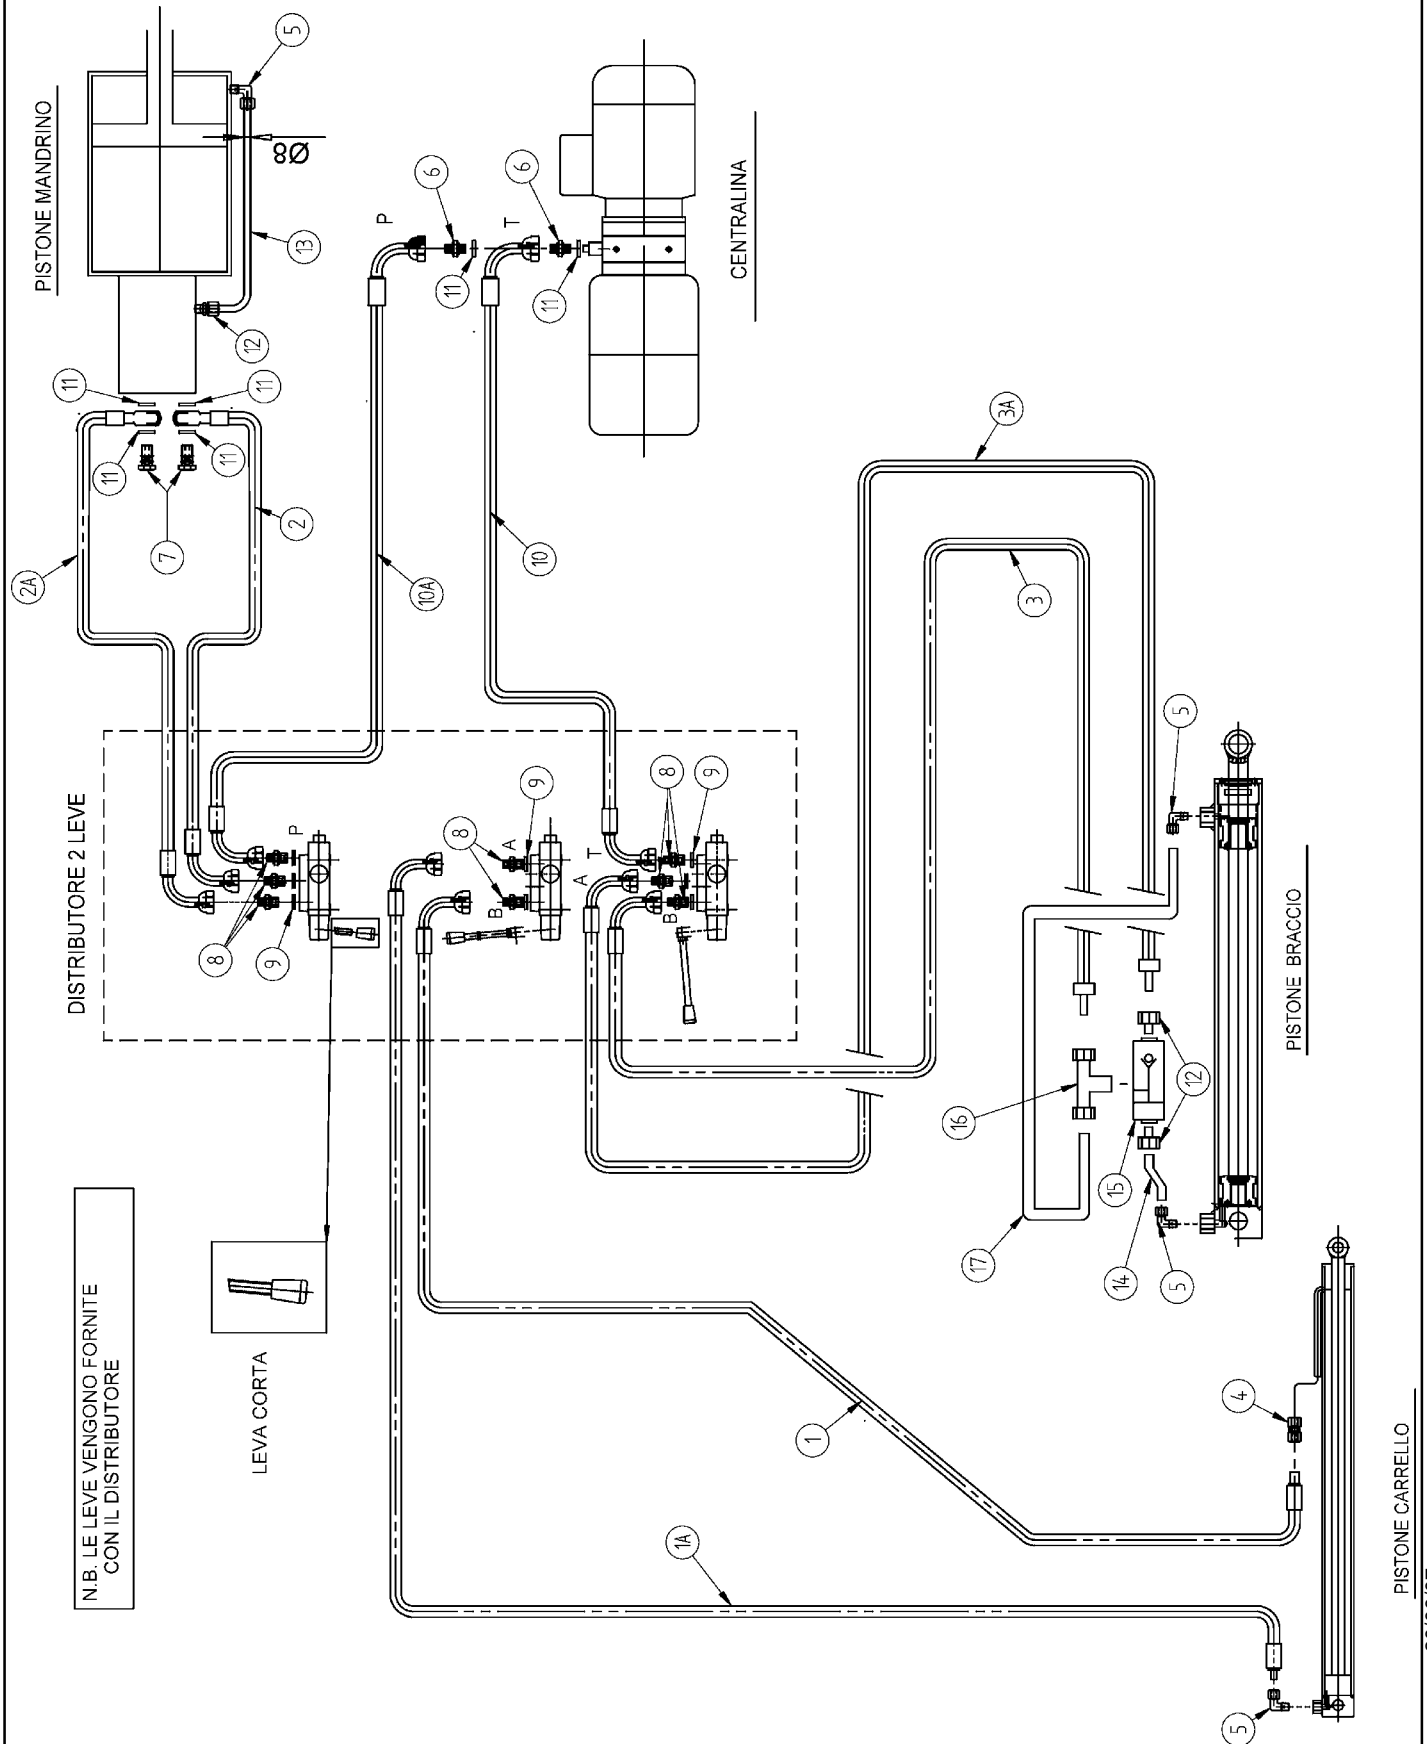 N.B. LE LEVE VENGONO FORNITE
CON IL DISTRIBUTORE
LEVA CORTA
DISTRIBUTORE 2 LEVE
PISTONE MANDRINO
5
Ø8
13
12
11
11
11
11
7
2A
2
P
T
6
6
11
11
CENTRALINA
10A
10
3A
3
P
8
9
8
A
9
B
8
9
T
A
B
5
16
12
15
14
5
17
PISTONE BRACCIO
1
1A
4
5
PISTONE CARRELLO